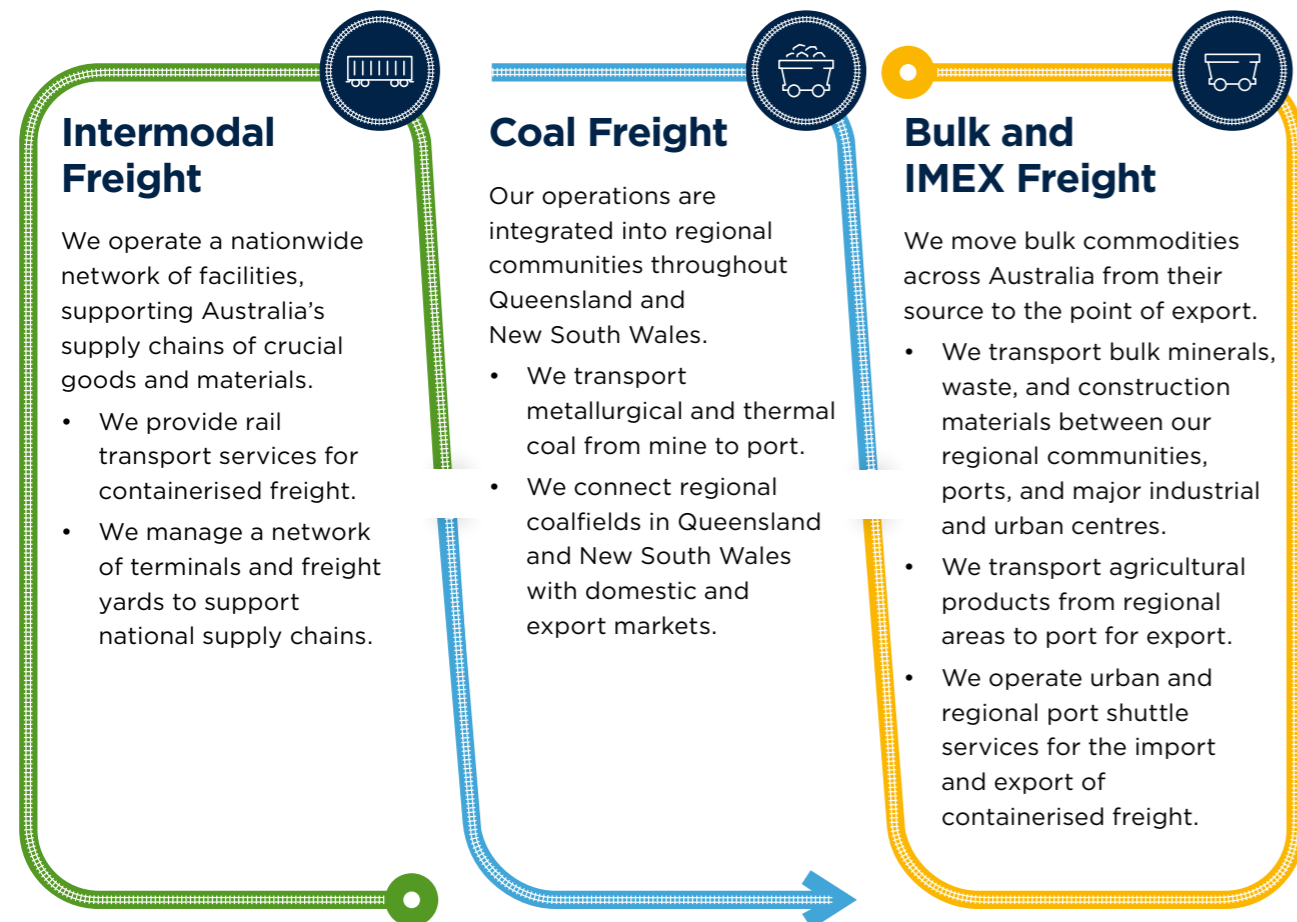 Intermodal
Freight
We operate a nationwide
network of facilities,
supporting Australia’s
supply chains of crucial
goods and materials.
• We provide rail
transport services for
containerised freight.
• We manage a network
of terminals and freight
yards to support
national supply chains.
Coal Freight
Our operations are
integrated into regional
communities throughout
Queensland and
New South Wales.
• We transport
metallurgical and thermal
coal from mine to port.
• We connect regional
coalfields in Queensland
and New South Wales
with domestic and
export markets.
Bulk and
IMEX Freight
We move bulk commodities
across Australia from their
source to the point of export.
• We transport bulk minerals,
waste, and construction
materials between our
regional communities,
ports, and major industrial
and urban centres.
• We transport agricultural
products from regional
areas to port for export.
• We operate urban and
regional port shuttle
services for the import
and export of
containerised freight.